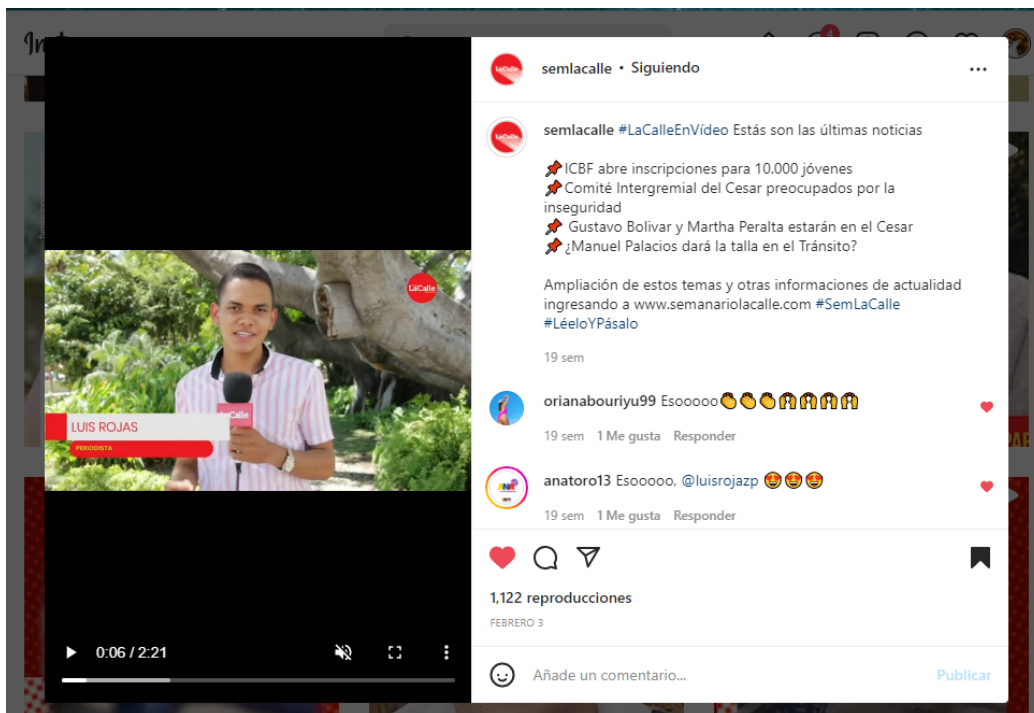 4
semlacalle • Siguiendo
semlacalle #LaCalleEnVídeo Estás son las últimas noticias
📌ICBF abre inscripciones para 10.000 jóvenes
📌Comité Intergremial del Cesar preocupados por la
inseguridad
📌 Gustavo Bolivar y Martha Peralta estarán en el Cesar
📌¿Manuel Palacios dará la talla en el Tránsito?
Ampliación de estos temas y otras informaciones de actualidad
ingresando a www.semanariolacalle.com #SemLaCalle
#LéeloYPásalo
19 sem
orianabouriyu99 Esooooo👏👏👏🙌🙌🙌🙌
19 sem 1 Me gusta Responder
anatoro13 Esooooo, @luisrojazp 🤩🤩🤩
19 sem 1 Me gusta Responder
1,122 reproducciones
FEBRERO 3
Añade un comentario... Publicar
LaCalle
LaCalle
LUIS ROJAS
PERIODISTA
0:06 / 2:21